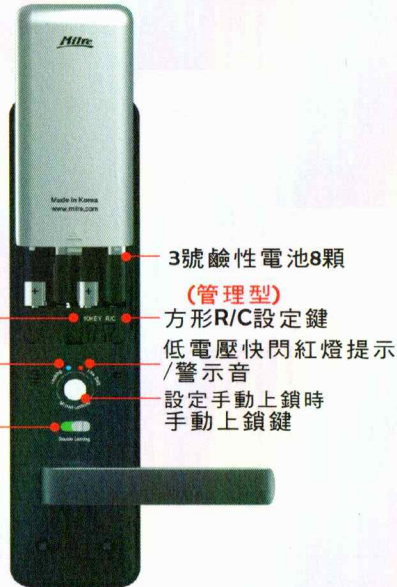 Milre
Made in Korea
www.milre.com
3號鹼性電池8顆
(管理型)
10KEY R/C
方形R/C設定鍵
低電壓快閃紅燈提示
/警示音
設定手動上鎖時
手動上鎖鍵
Double Locking